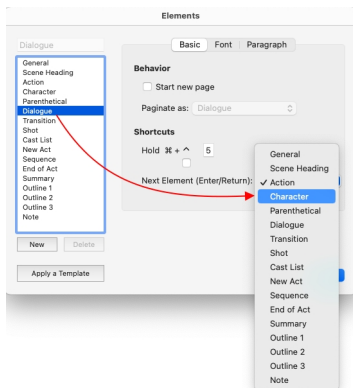 Elements
Dialogue
General
Scene Heading
Action
Character
Parenthetical
Dialogue
Transition
Shot
Cast List
New Act
Sequence
End of Act
Summary
Outline 1
Outline 2
Outline 3
Note
New
Delete
Apply a Template
Basic
Font
Paragraph
Behavior
Start new page
Paginate as:
Dialogue
Shortcuts
Hold ⌘ + ^
5
Next Element (Enter/Return):
General
Scene Heading
✓ Action
Character
Parenthetical
Dialogue
Transition
Shot
Cast List
New Act
Sequence
End of Act
Summary
Outline 1
Outline 2
Outline 3
Note